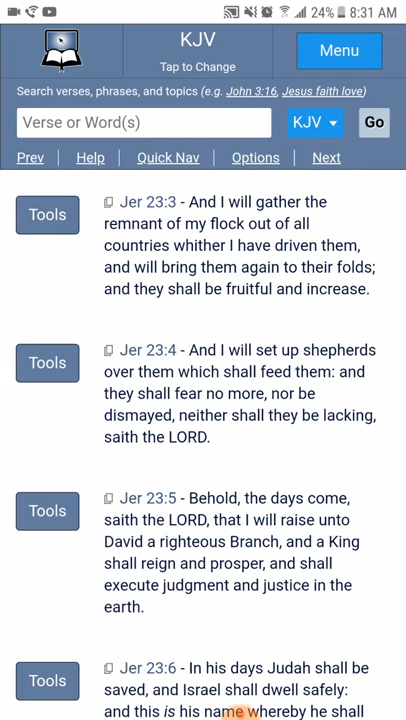 24% 8:31 AM
KJV
Tap to Change
Menu
Search verses, phrases, and topics (e.g. John 3:16, Jesus faith love)
Verse or Word(s)
KJV
Go
Prev | Help | Quick Nav | Options | Next
Tools
Jer 23:3 - And I will gather the
remnant of my flock out of all
countries whither I have driven them,
and will bring them again to their folds;
and they shall be fruitful and increase.
Tools
Jer 23:4 - And I will set up shepherds
over them which shall feed them: and
they shall fear no more, nor be
dismayed, neither shall they be lacking,
saith the LORD.
Tools
Jer 23:5 - Behold, the days come,
saith the LORD, that I will raise unto
David a righteous Branch, and a King
shall reign and prosper, and shall
execute judgment and justice in the
earth.
Tools
Jer 23:6 - In his days Judah shall be
saved, and Israel shall dwell safely:
and this is his name whereby he shall